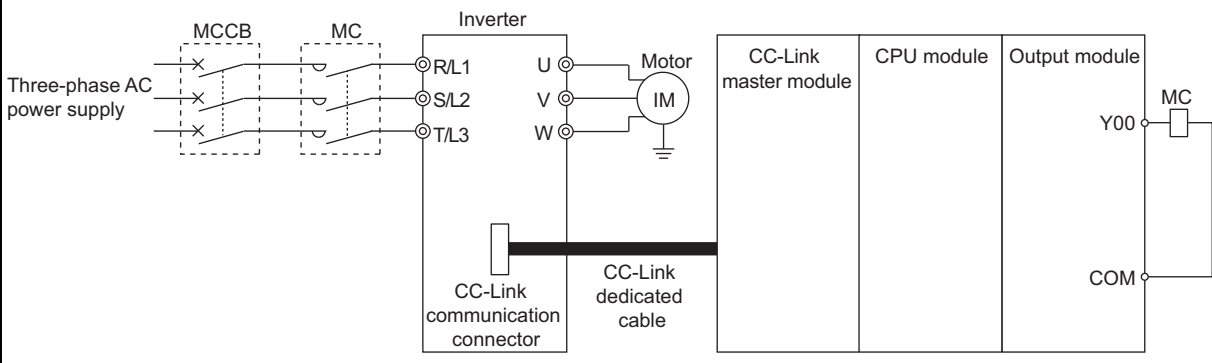 Inverter
MCCB
MC
Three-phase AC
power supply
R/L1
S/L2
T/L3
U
V
W
Motor
IM
CC-Link
communication
connector
CC-Link
dedicated
cable
CC-Link
master module
CPU module
Output module
MC
Y00
COM